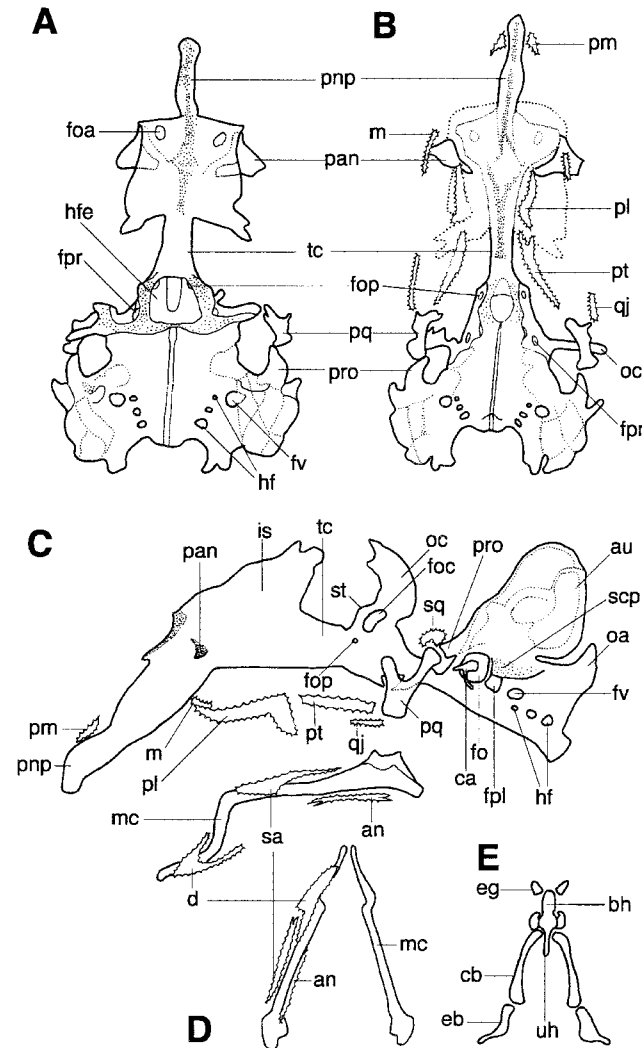 A
B
pm
pnp
foa
m
pan
hfe
pl
fpr
tc
pt
fop
qj
pq
oc
pro
fpr
fv
hf
C
is
tc
oc
pro
pan
foc
au
st
sq
scp
oa
fop
fv
pm
m
pt
qj
pq
fo
hf
pnp
pl
ca
fpl
mc
sa
an
d
E
eg
bh
mc
an
cb
eb
uh
D